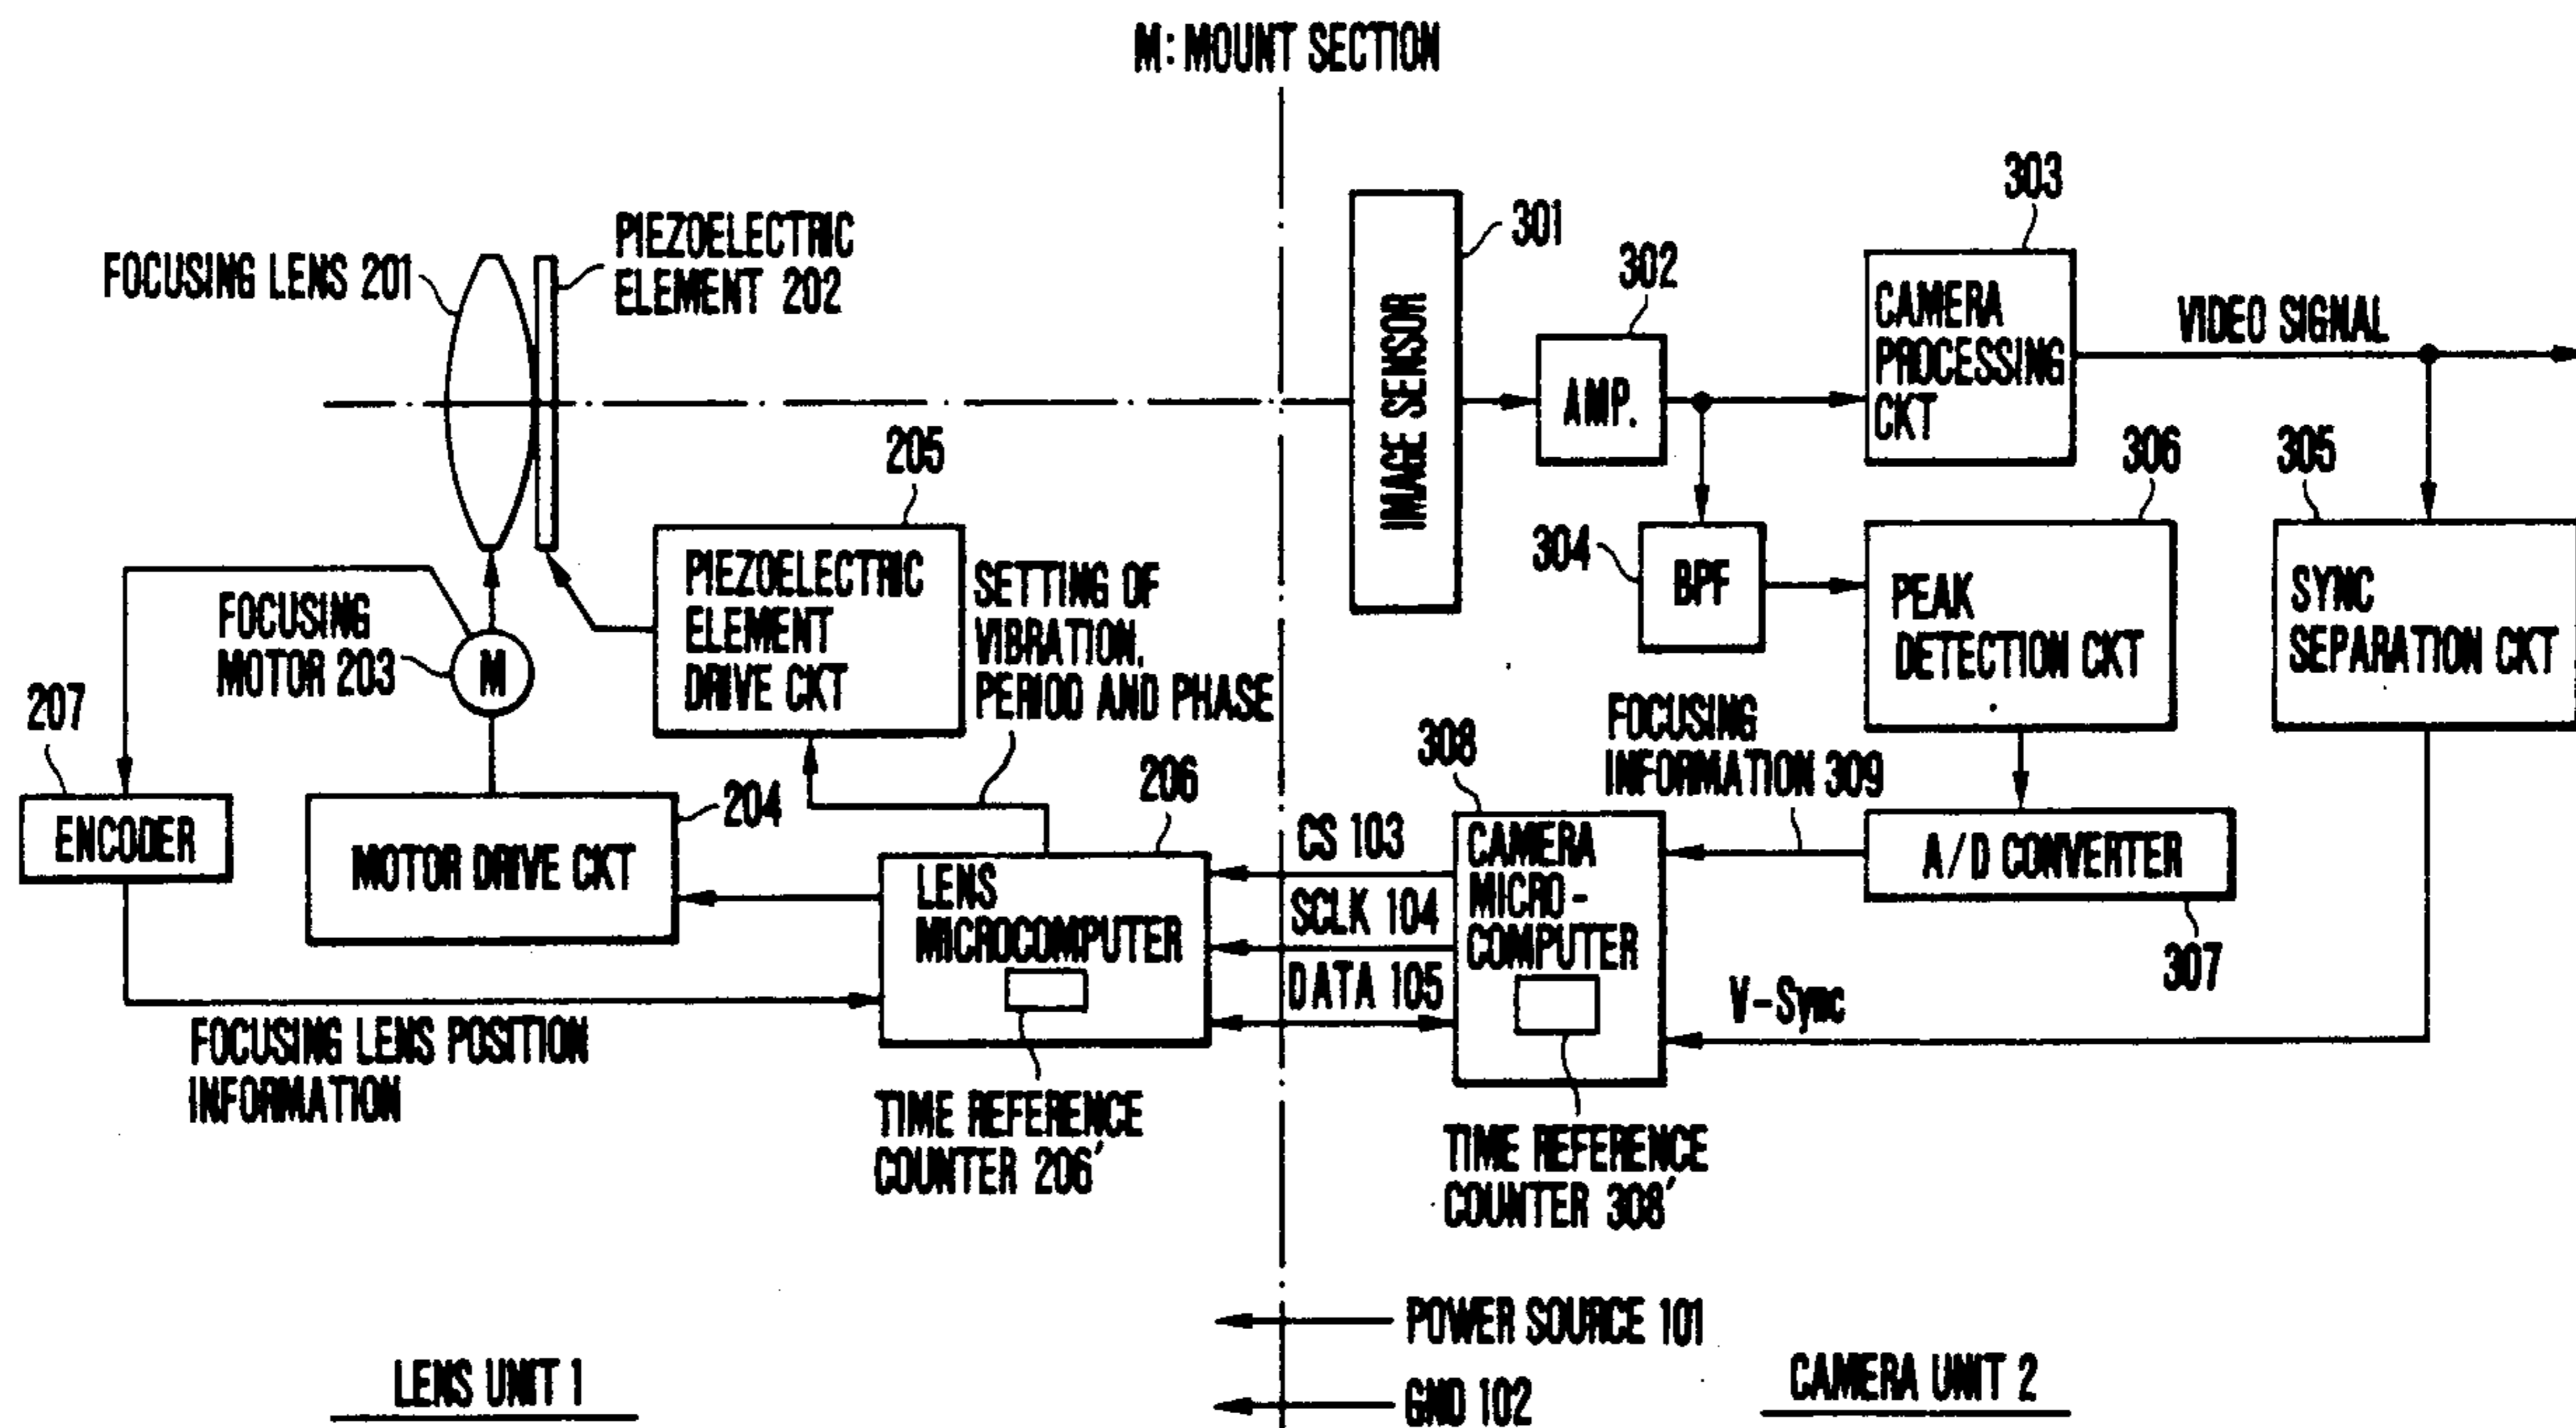 M: MOUNT SECTION
FOCUSING LENS 201
PIEZOELECTRIC
ELEMENT 202
301
IMAGE SENSOR
302
AMP.
303
CAMERA
PROCESSING
CKT
VIDEO SIGNAL
205
PIEZOELECTRIC
ELEMENT
DRIVE CKT
SETTING OF
VIBRATION.
PERIOD AND PHASE
304
BPF
306
PEAK
DETECTION CKT
305
SYNC
SEPARATION CKT
FOCUSING
MOTOR 203
M
207
ENCODER
204
MOTOR DRIVE CKT
206
LENS
MICROCOMPUTER
CS 103
SCLK 104
DATA 105
308
CAMERA
MICRO-
COMPUTER
FOCUSING
INFORMATION 309
A/D CONVERTER
307
V-Sync
FOCUSING LENS POSITION
INFORMATION
TIME REFERENCE
COUNTER 206′
TIME REFERENCE
COUNTER 308′
POWER SOURCE 101
GND 102
LENS UNIT 1
CAMERA UNIT 2